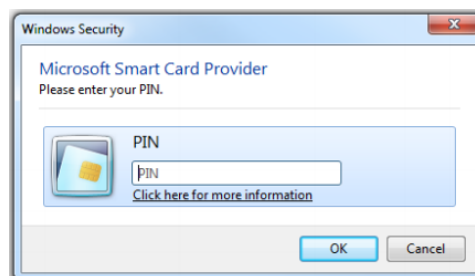 Windows Security
Microsoft Smart Card Provider
Please enter your PIN.
PIN
PIN
Click here for more information
OK
Cancel